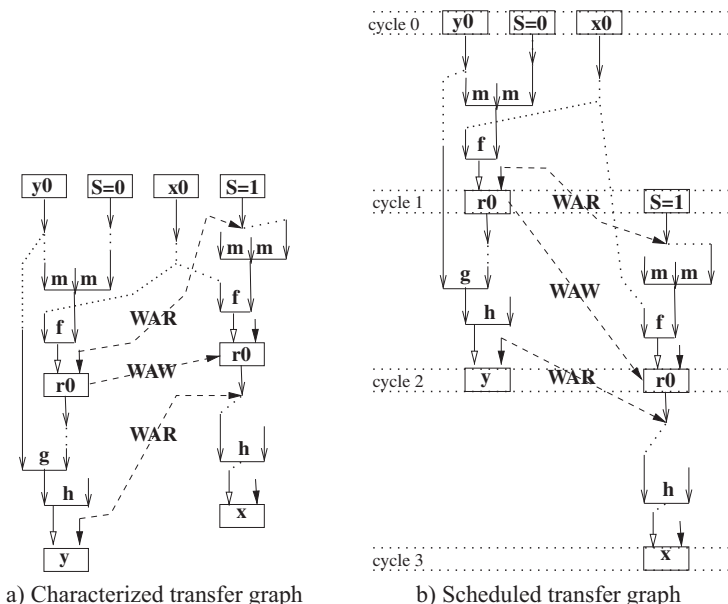 cycle 0
y0
S=0
x0
m
m
f
cycle 1
r0
WAR
S=1
m
m
g
WAW
h
f
cycle 2
y
WAR
r0
h
cycle 3
x
b) Scheduled transfer graph
y0
S=0
x0
S=1
m
m
m
m
f
WAR
f
r0
WAW
r0
WAR
g
h
h
x
y
a) Characterized transfer graph